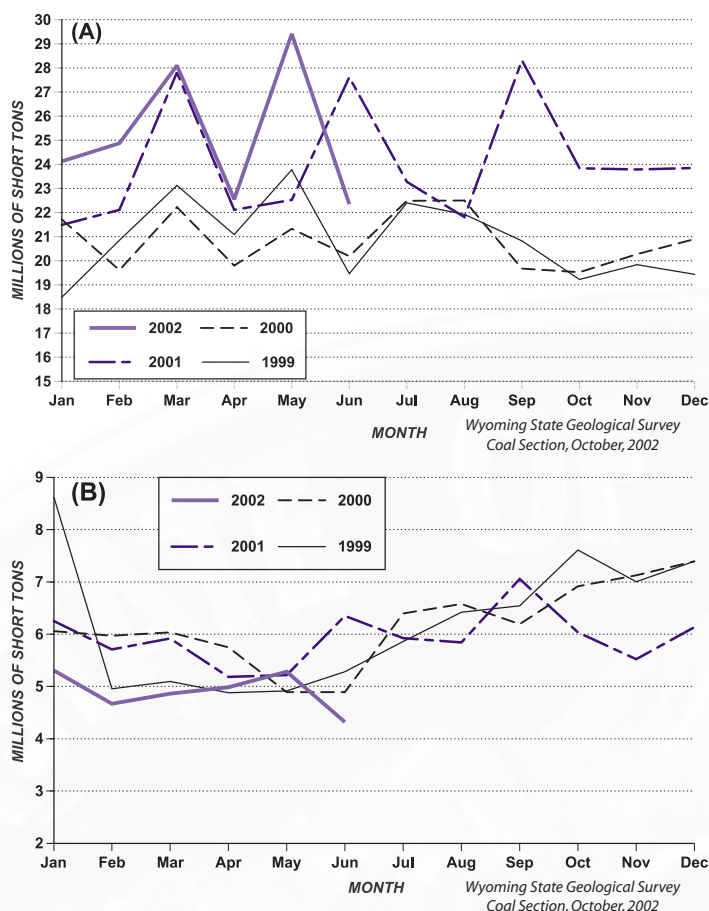 (A)
MILLIONS OF SHORT TONS
30
29
28
27
26
25
24
23
22
21
20
19
18
17
16
15
2002
2000
2001
1999
Jan Feb Mar Apr May Jun Jul Aug Sep Oct Nov Dec
MONTH
Wyoming State Geological Survey
Coal Section, October, 2002
(B)
MILLIONS OF SHORT TONS
9
8
7
6
5
4
3
2
2002
2000
2001
1999
Jan Feb Mar Apr May Jun Jul Aug Sep Oct Nov Dec
MONTH
Wyoming State Geological Survey
Coal Section, October, 2002